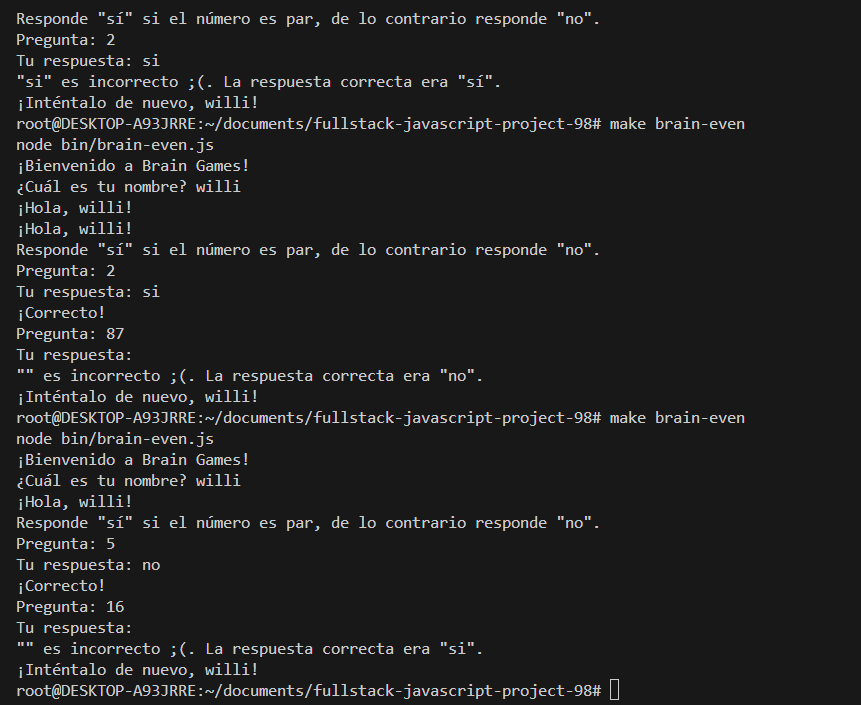 Responde "sí" si el número es par, de lo contrario responde "no".
Pregunta: 2
Tu respuesta: si
"si" es incorrecto ;(. La respuesta correcta era "sí".
¡Inténtalo de nuevo, willi!
root@DESKTOP-A93JRRE:~/documents/fullstack-javascript-project-98# make brain-even
node bin/brain-even.js
¡Bienvenido a Brain Games!
¿Cuál es tu nombre? willi
¡Hola, willi!
¡Hola, willi!
Responde "sí" si el número es par, de lo contrario responde "no".
Pregunta: 2
Tu respuesta: si
¡Correcto!
Pregunta: 87
Tu respuesta:
"" es incorrecto ;(. La respuesta correcta era "no".
¡Inténtalo de nuevo, willi!
root@DESKTOP-A93JRRE:~/documents/fullstack-javascript-project-98# make brain-even
node bin/brain-even.js
¡Bienvenido a Brain Games!
¿Cuál es tu nombre? willi
¡Hola, willi!
Responde "sí" si el número es par, de lo contrario responde "no".
Pregunta: 5
Tu respuesta: no
¡Correcto!
Pregunta: 16
Tu respuesta:
"" es incorrecto ;(. La respuesta correcta era "si".
¡Inténtalo de nuevo, willi!
root@DESKTOP-A93JRRE:~/documents/fullstack-javascript-project-98#